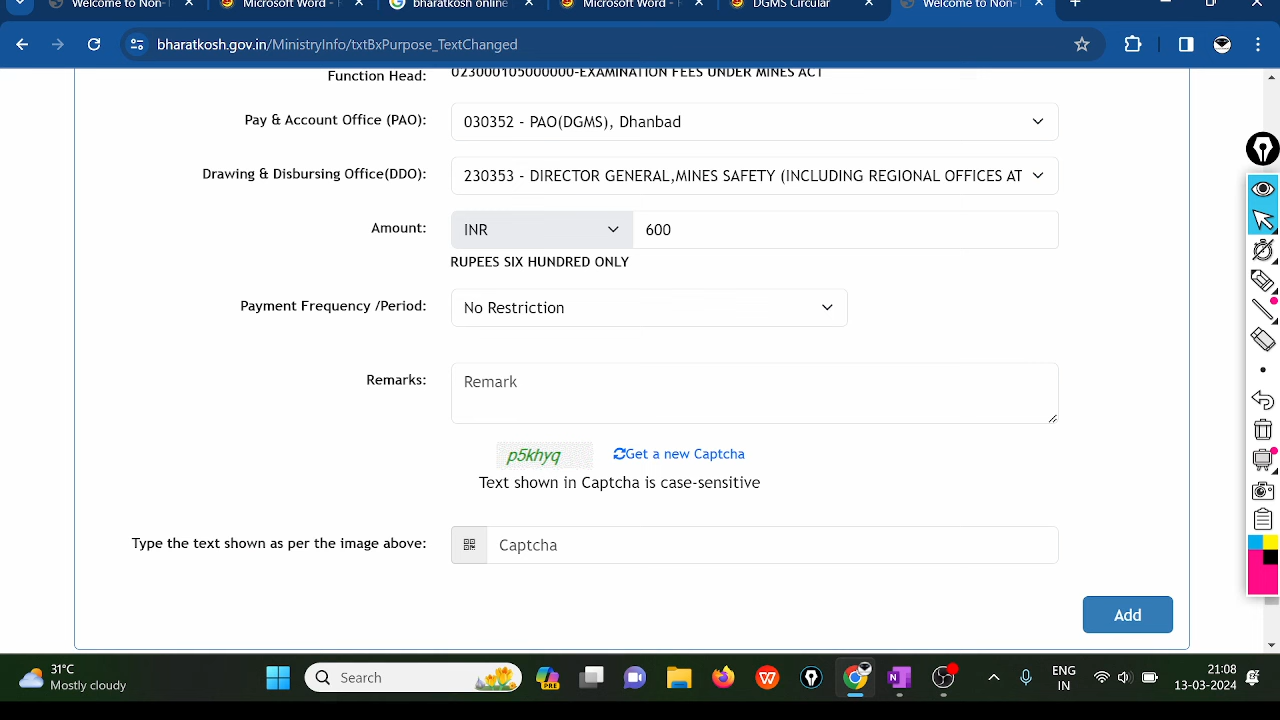 Welcome to Non-
Microsoft Word -
bharatkosh online
Microsoft Word -
DGMS Circular
Welcome to Non-
bharatkosh.gov.in/MinistryInfo/txtBxPurpose_TextChanged
Function Head: 023000105000000-EXAMINATION FEES UNDER MINES ACT
Pay & Account Office (PAO): 030352 - PAO(DGMS), Dhanbad
Drawing & Disbursing Office(DDO): 230353 - DIRECTOR GENERAL,MINES SAFETY (INCLUDING REGIONAL OFFICES AT
Amount: INR 600
RUPEES SIX HUNDRED ONLY
Payment Frequency /Period: No Restriction
Remarks: Remark
p5khyq Get a new Captcha
Text shown in Captcha is case-sensitive
Type the text shown as per the image above: Captcha
Add
31°C
Mostly cloudy
Search
PRE
ENG
IN
21:08
13-03-2024